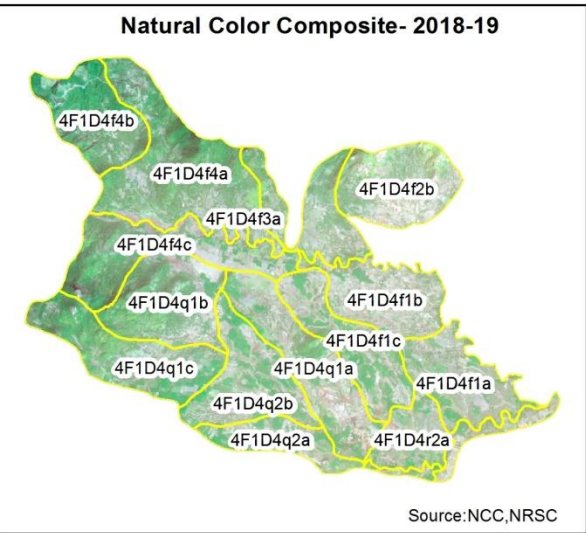 Natural Color Composite- 2018-19
4F1D4f4b
4F1D4f4a
4F1D4f2b
4F1D4f3a
4F1D4f4c
4F1D4q1b
4F1D4f1b
4F1D4f1c
4F1D4q1c
4F1D4q1a
4F1D4f1a
4F1D4q2b
4F1D4q2a
4F1D4r2a
Source:NCC,NRSC